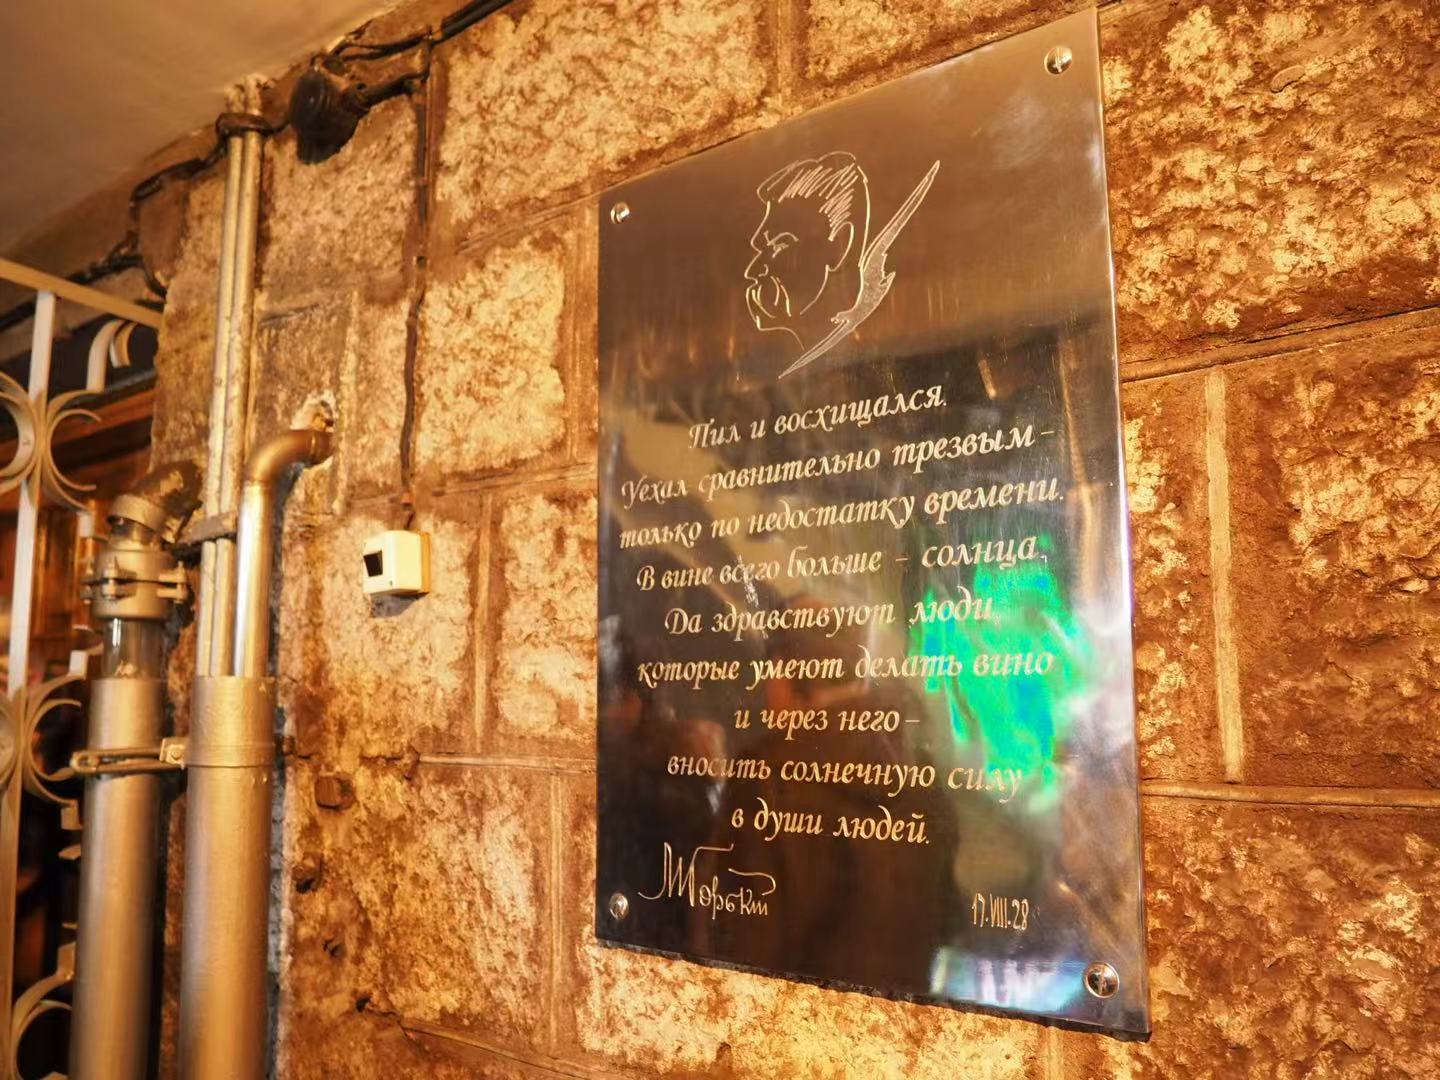 Пил и восхищался.
Уехал сравнительно трезвым –
только по недостатку времени.
В вине всего больше – солнца.
Да здравствуют люди,
которые умеют делать вино
и через него –
вносить солнечную силу
в души людей.
М Горький
17.VIII.28